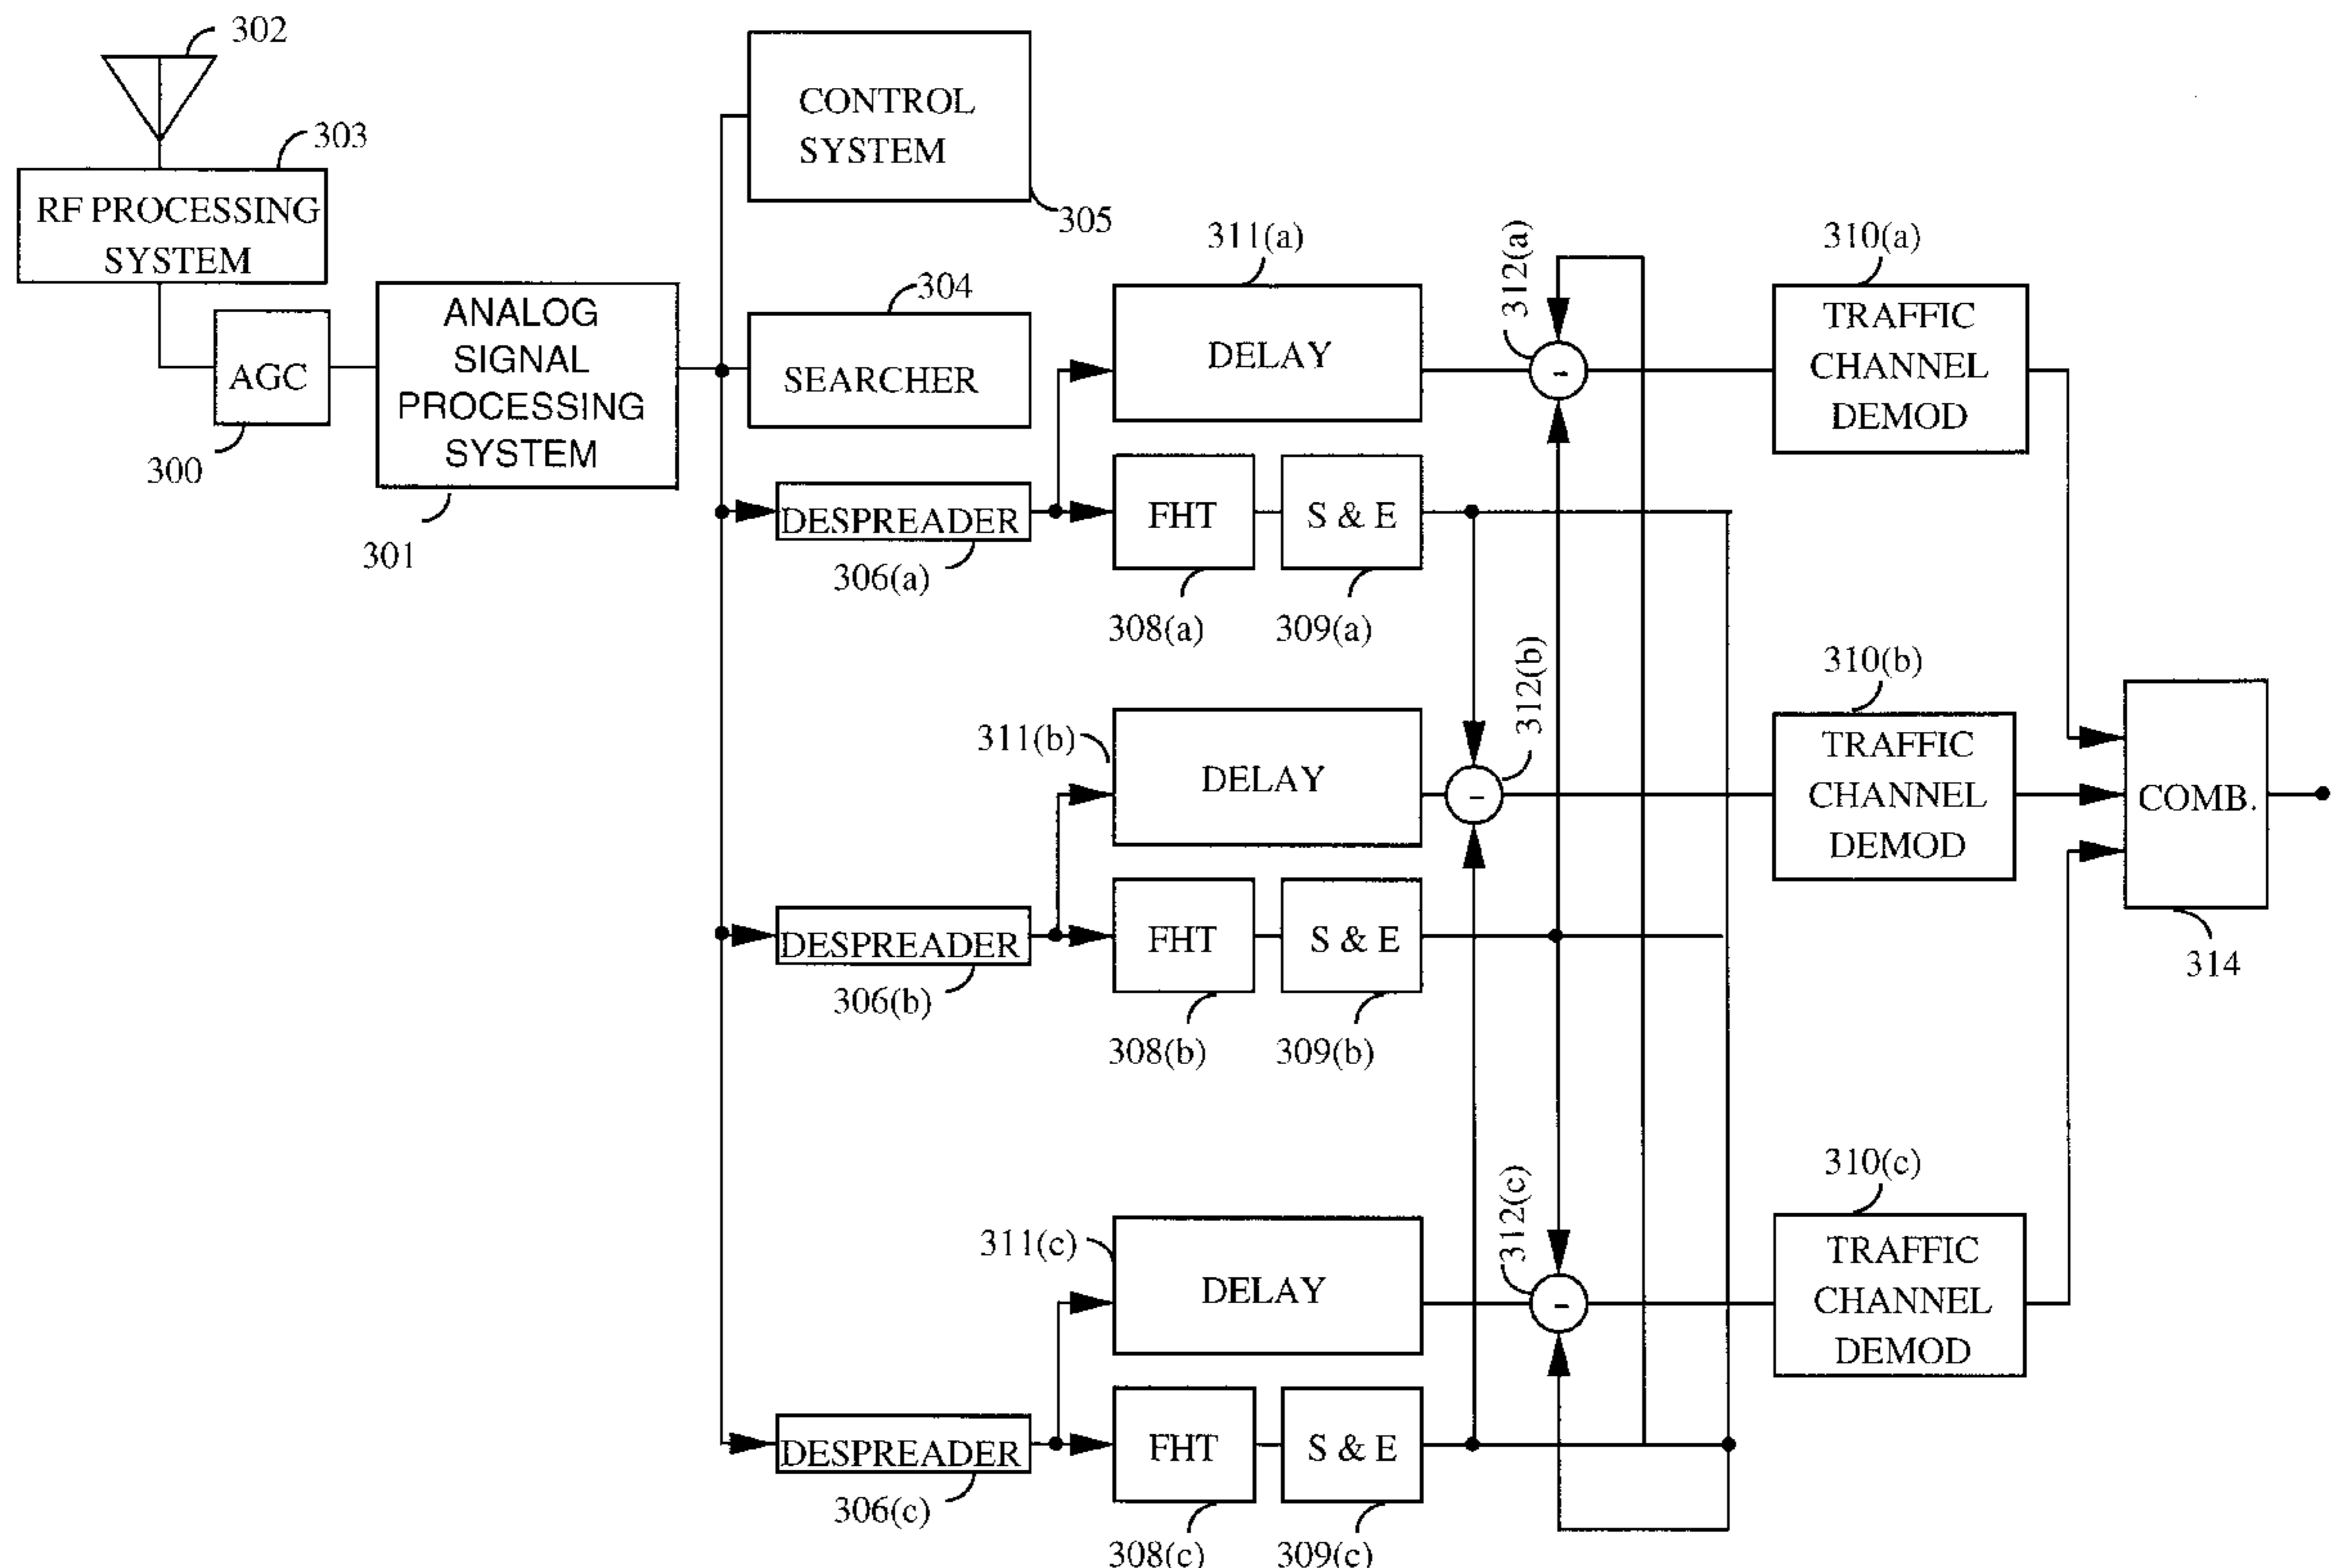 302
303
RF PROCESSING
SYSTEM
AGC
300
ANALOG
SIGNAL
PROCESSING
SYSTEM
301
CONTROL
SYSTEM
305
304
SEARCHER
DESPREADER
306(a)
311(a)
DELAY
FHT
308(a)
S & E
309(a)
312(a)
-
310(a)
TRAFFIC
CHANNEL
DEMOD
311(b)
DELAY
312(b)
-
310(b)
TRAFFIC
CHANNEL
DEMOD
COMB.
314
DESPREADER
306(b)
FHT
308(b)
S & E
309(b)
311(c)
DELAY
312(c)
-
310(c)
TRAFFIC
CHANNEL
DEMOD
DESPREADER
306(c)
FHT
308(c)
S & E
309(c)